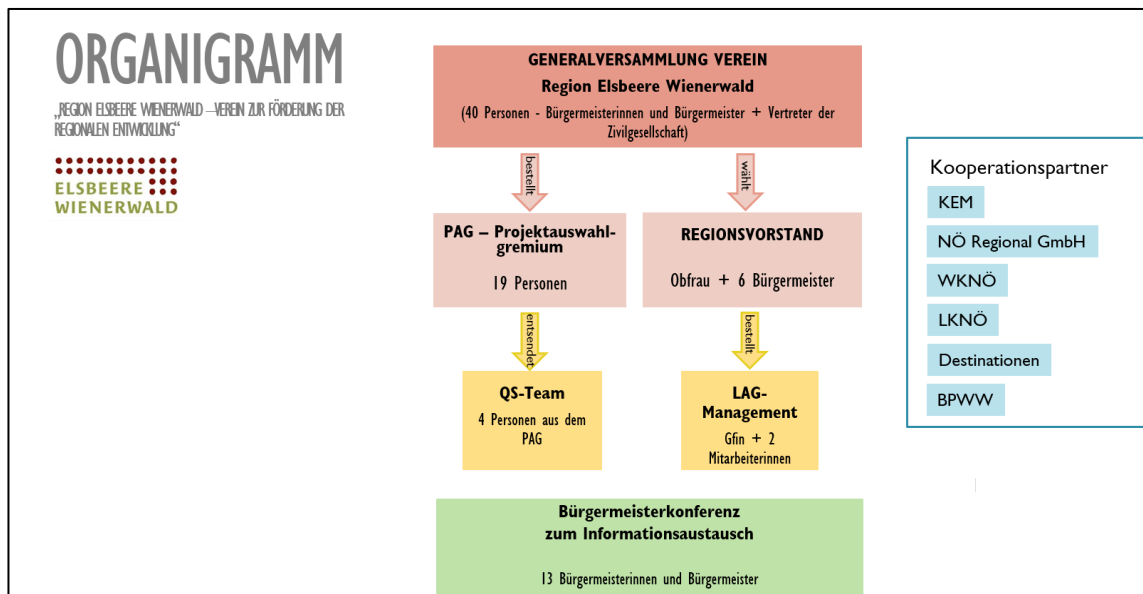 ORGANIGRAMM
„REGION ELSBEERE WIENERWALD —VEREIN ZUR FÖRDERUNG DER
REGIONALEN ENTWICKLUNG“
ELSBEERE
WIENERWALD
GENERALVERSAMMLUNG VEREIN
Region Elsbeere Wienerwald
(40 Personen - Bürgermeisterinnen und Bürgermeister + Vertreter der
Zivilgesellschaft)
bestellt
wählt
PAG – Projektauswahl-
gremium
19 Personen
REGIONSVORSTAND
Obfrau + 6 Bürgermeister
entsendet
bestellt
QS-Team
4 Personen aus dem
PAG
LAG-
Management
Gfin + 2
Mitarbeiterinnen
Bürgermeisterkonferenz
zum Informationsaustausch
13 Bürgermeisterinnen und Bürgermeister
Kooperationspartner
KEM
NÖ Regional GmbH
WKNÖ
LKNÖ
Destinationen
BPWW